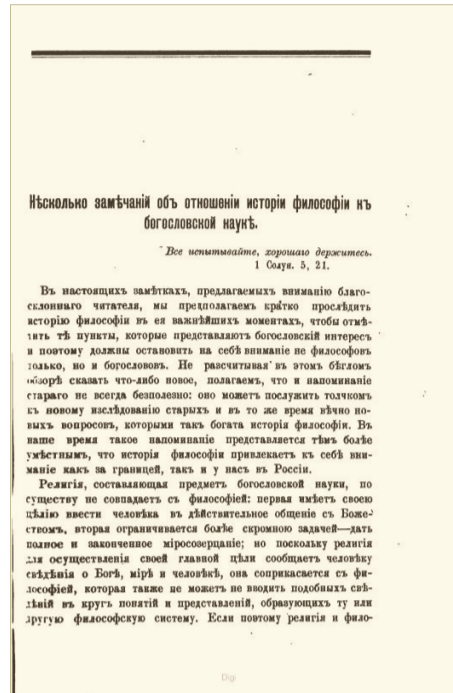 Нѣсколько замѣчаній объ отношеніи исторіи философіи къ
богословской наукѣ.
Все испытывайте, хорошаго держитесь.
1 Солун. 5, 21.
Въ настоящихъ замѣткахъ, предлагаемыхъ вниманію благо-
склоннаго читателя, мы предполагаемъ кратко прослѣдить
исторію философіи въ ея важнѣйшихъ моментахъ, чтобы отмѣ-
тить тѣ пункты, которые представляютъ богословскій интересъ
и поэтому должны остановить на себѣ вниманіе не философовъ
только, но и богослововъ. Не разсчитывая въ этомъ бѣгломъ
обзорѣ сказать что-либо новое, полагаемъ, что и напоминаніе
стараго не всегда безполезно: оно можетъ послужить толчкомъ
къ новому изслѣдованію старыхъ и въ то же время вѣчно но-
выхъ вопросовъ, которыми такъ богата исторія философіи. Въ
наше время такое напоминаніе представляется тѣмъ болѣе
умѣстнымъ, что исторія философіи привлекаетъ къ себѣ вни-
маніе какъ за границей, такъ и у насъ въ Россіи.
Религія, составляющая предметъ богословской науки, по
существу не совпадаетъ съ философіей: первая имѣетъ своею
цѣлію ввести человѣка въ дѣйствительное общеніе съ Боже-
ствомъ, вторая ограничивается болѣе скромною задачей—дать
полное и законченное міросозерцаніе; но поскольку религія
для осуществленія своей главной цѣли сообщаетъ человѣку
свѣдѣнія о Богѣ, мірѣ и человѣкѣ, она соприкасается съ фи-
лософіей, которая также не можетъ не вводить подобныхъ свѣ-
дѣній въ кругъ понятій и представленій, образующихъ ту или
другую философскую систему. Если поэтому религія и фило-
Digi